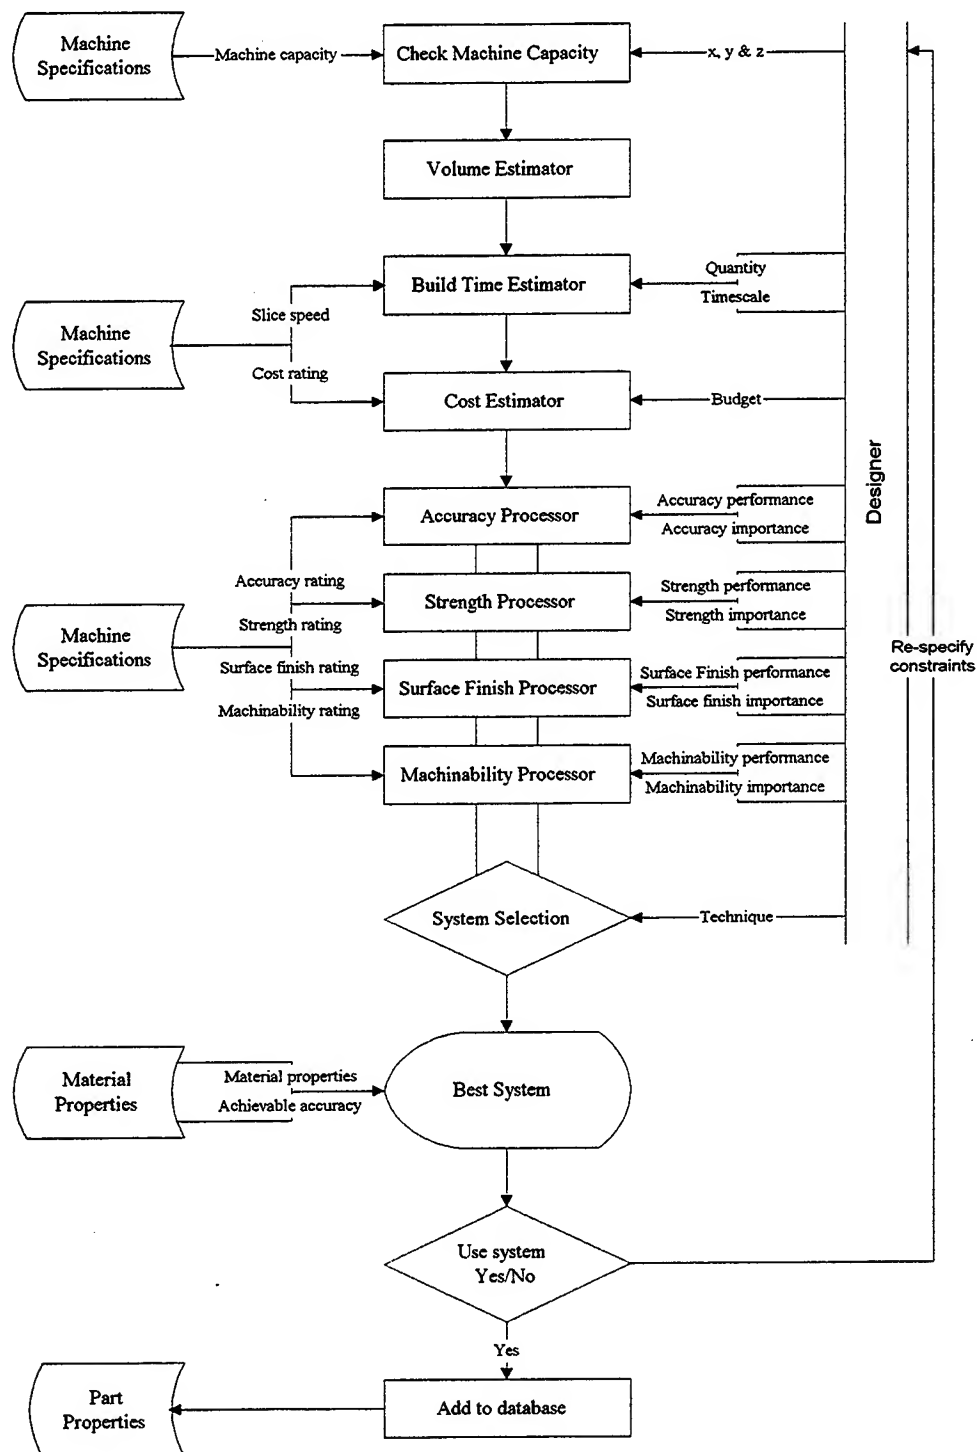 Machine
Specifications
Machine capacity
Check Machine Capacity
x, y & z
Volume Estimator
Build Time Estimator
Quantity
Timescale
Machine
Specifications
Slice speed
Cost rating
Cost Estimator
Budget
Designer
Accuracy Processor
Accuracy performance
Accuracy importance
Accuracy rating
Strength rating
Strength Processor
Strength performance
Strength importance
Machine
Specifications
Surface finish rating
Machinability rating
Surface Finish Processor
Surface Finish performance
Surface finish importance
Re-specify
constraints
Machinability Processor
Machinability performance
Machinability importance
System Selection
Technique
Material
Properties
Material properties
Achievable accuracy
Best System
Use system
Yes/No
Yes
Part
Properties
Add to database